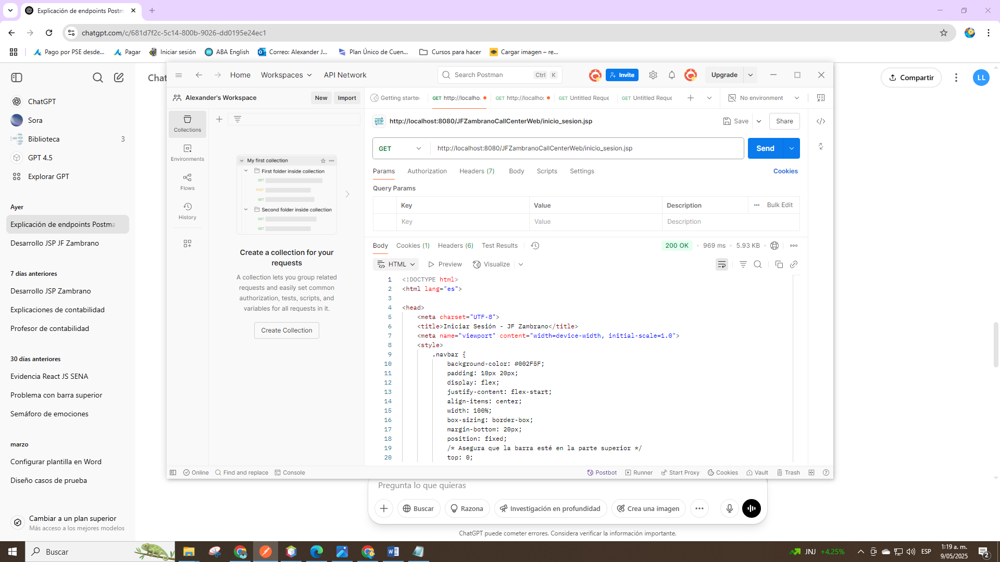 Explicación de endpoints Postm
chatgpt.com/c/681d7f2c-5c14-800b-9026-dd0195e24ec1
Pago por PSE desde...
Pagar
Iniciar sesión
ABA English
Correo: Alexander J...
Plan Único de Cuen...
Cursos para hacer
Cargar imagen – re...
ChatGPT
Sora
Biblioteca 3
GPT 4.5
Explorar GPT
Ayer
Explicación de endpoints Postma
Desarrollo JSP JF Zambrano
7 días anteriores
Desarrollo JSP Zambrano
Explicaciones de contabilidad
Profesor de contabilidad
30 días anteriores
Evidencia React JS SENA
Problema con barra superior
Semáforo de emociones
marzo
Configurar plantilla en Word
Diseño casos de prueba
Cambiar a un plan superior
Más acceso a los mejores modelos
Chat
Compartir
LL
Home
Workspaces
API Network
Search Postman
Ctrl K
Invite
Upgrade
Alexander's Workspace
New
Import
Getting starte
GET http://localho.
GET http://localhos
GET Untitled Reque
GET Untitled Reque
No environment
Collections
Environments
Flows
History
My first collection
First folder inside collection
GET
POST
GET
Second folder inside collection
GET
GET
Create a collection for your
requests
A collection lets you group related
requests and easily set common
authorization, tests, scripts, and
variables for all requests in it.
Create Collection
HTTP
http://localhost:8080/JFZambranoCallCenterWeb/inicio_sesion.jsp
Save
Share
GET
http://localhost:8080/JFZambranoCallCenterWeb/inicio_sesion.jsp
Send
Params
Authorization
Headers (7)
Body
Scripts
Settings
Cookies
Query Params
Key Value Description Bulk Edit
Key Value Description
Body
Cookies (1)
Headers (6)
Test Results
200 OK
969 ms
5.93 KB
HTML
Preview
Visualize
1 <!DOCTYPE html>
2 <html lang="es">
3
4 <head>
5 <meta charset="UTF-8">
6 <title>Iniciar Sesión - JF Zambrano</title>
7 <meta name="viewport" content="width=device-width, initial-scale=1.0">
8 <style>
9 .navbar {
10 background-color: #002F5F;
11 padding: 10px 20px;
12 display: flex;
13 justify-content: flex-start;
14 align-items: center;
15 width: 100%;
16 box-sizing: border-box;
17 margin-bottom: 20px;
18 position: fixed;
19 /* Asegura que la barra esté en la parte superior */
20 top: 0;
Online
Find and replace
Console
Postbot
Runner
Start Proxy
Cookies
Vault
Trash
Pregunta lo que quieras
Buscar
Razona
Investigación en profundidad
Crea una imagen
ChatGPT puede cometer errores. Considera verificar la información importante.
Buscar
JNJ +4,25%
ESP
1:19 a. m.
9/05/2025
2